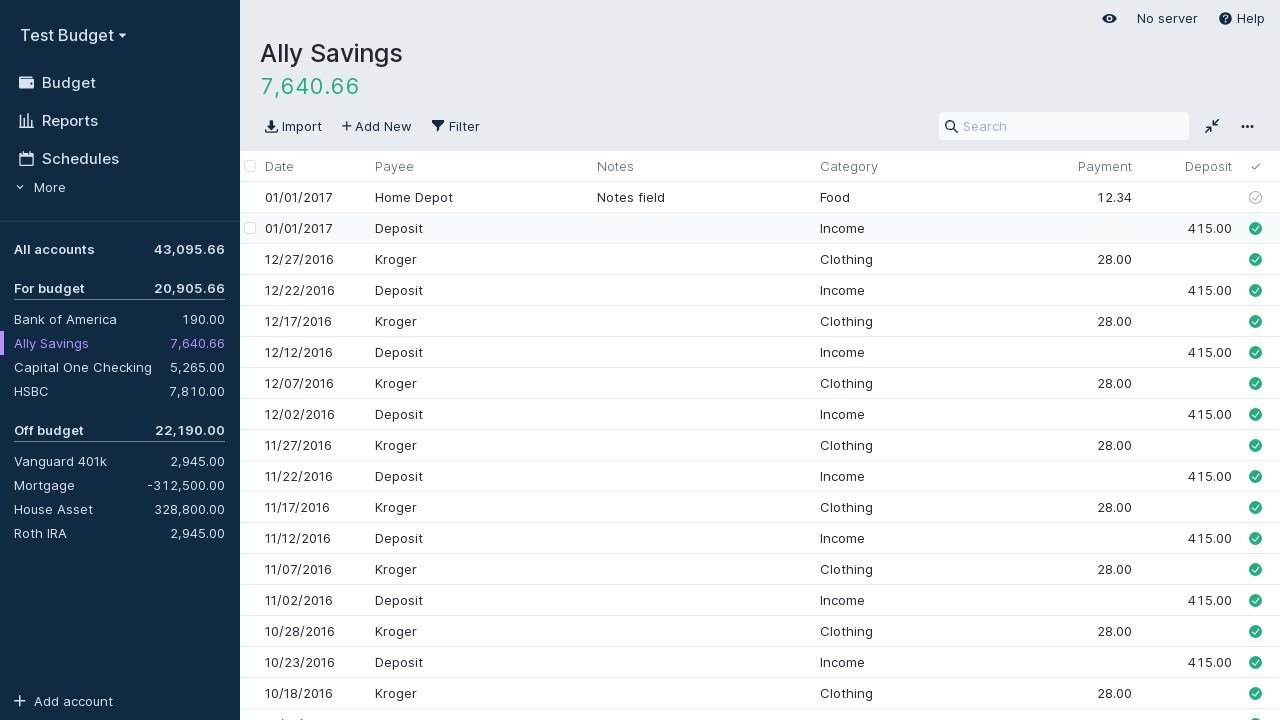 Test Budget
Budget
Reports
Schedules
More
All accounts 43,095.66
For budget 20,905.66
Bank of America 190.00
Ally Savings 7,640.66
Capital One Checking 5,265.00
HSBC 7,810.00
Off budget 22,190.00
Vanguard 401k 2,945.00
Mortgage -312,500.00
House Asset 328,800.00
Roth IRA 2,945.00
Add account
No server Help
Ally Savings
7,640.66
Import Add New Filter Search
Date Payee Notes Category Payment Deposit
01/01/2017 Home Depot Notes field Food 12.34
01/01/2017 Deposit Income 415.00
12/27/2016 Kroger Clothing 28.00
12/22/2016 Deposit Income 415.00
12/17/2016 Kroger Clothing 28.00
12/12/2016 Deposit Income 415.00
12/07/2016 Kroger Clothing 28.00
12/02/2016 Deposit Income 415.00
11/27/2016 Kroger Clothing 28.00
11/22/2016 Deposit Income 415.00
11/17/2016 Kroger Clothing 28.00
11/12/2016 Deposit Income 415.00
11/07/2016 Kroger Clothing 28.00
11/02/2016 Deposit Income 415.00
10/28/2016 Kroger Clothing 28.00
10/23/2016 Deposit Income 415.00
10/18/2016 Kroger Clothing 28.00